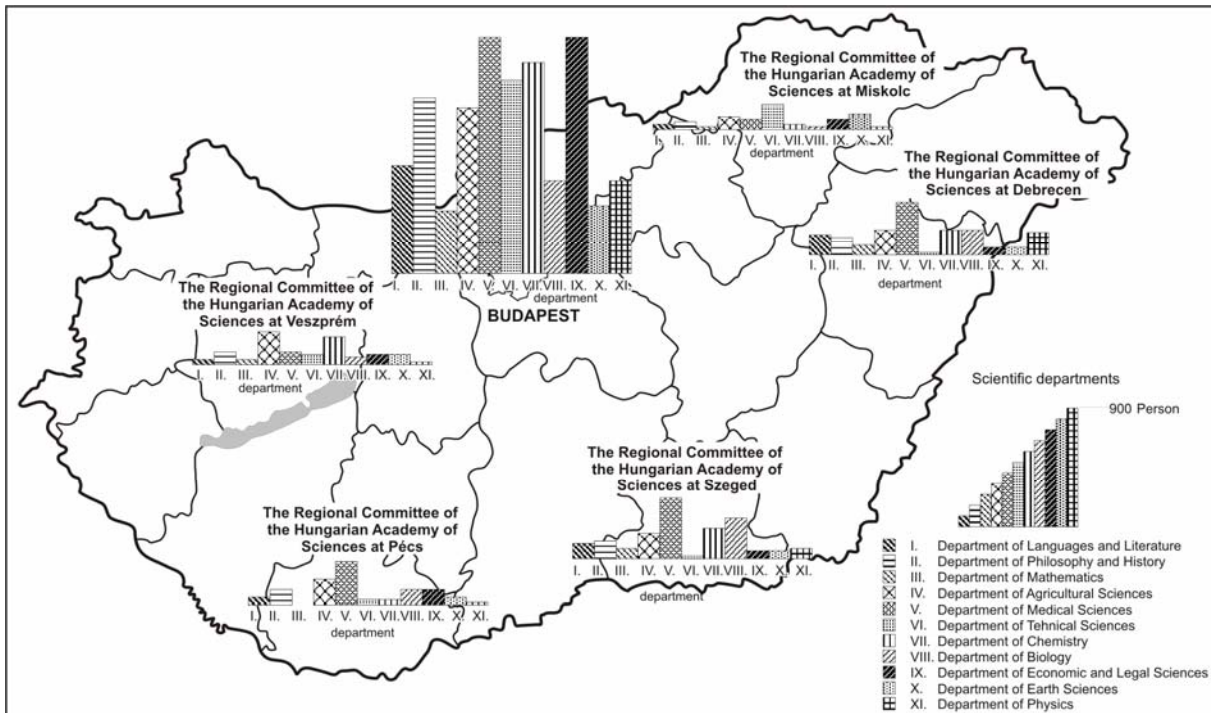 The Regional Committee of
the Hungarian Academy of
Sciences at Miskolc
I. II. III. IV. V. VI. VII. VIII. IX. X. XI.
department
The Regional Committee of
the Hungarian Academy of
Sciences at Debrecen
I. II. III. IV. V. VI. VII. VIII. IX. X. XI.
department
I. II. III. IV. V. VI. VII. VIII. IX. X. XI.
department
BUDAPEST
The Regional Committee of
the Hungarian Academy of
Sciences at Veszprém
I. II. III. IV. V. VI. VII. VIII. IX. X. XI.
department
The Regional Committee of
the Hungarian Academy of
Sciences at Szeged
I. II. III. IV. V. VI. VII. VIII. IX. X. XI.
department
The Regional Committee of
the Hungarian Academy of
Sciences at Pécs
I. II. III. IV. V. VI. VII. VIII. IX. X. XI.
department
Scientific departments
900 Person
I. Department of Languages and Literature
II. Department of Philosophy and History
III. Department of Mathematics
IV. Department of Agricultural Sciences
V. Department of Medical Sciences
VI. Department of Tehnical Sciences
VII. Department of Chemistry
VIII. Department of Biology
IX. Department of Economic and Legal Sciences
X. Department of Earth Sciences
XI. Department of Physics